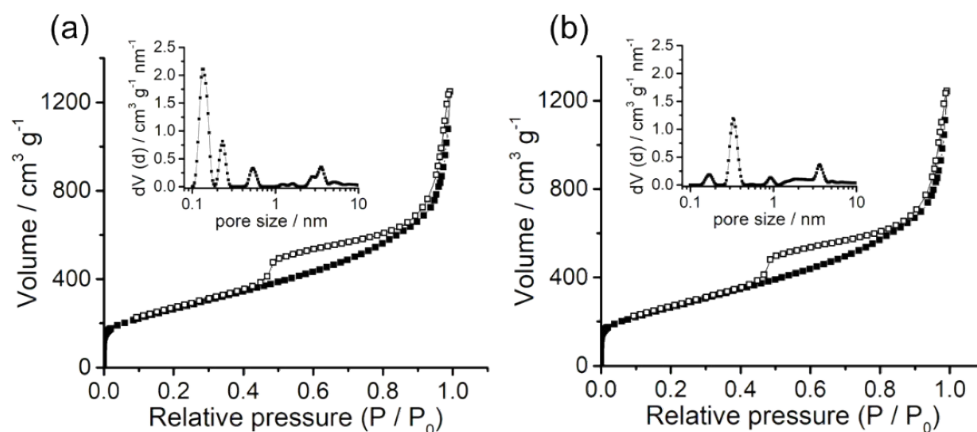 (a)
Volume / cm³ g⁻¹
1200
800
400
0
0.0 0.2 0.4 0.6 0.8 1.0
Relative pressure (P / P₀)
dV (d) / cm³ g⁻¹ nm⁻¹
2.5
2.0
1.5
1.0
0.5
0.0
0.1 1 10
pore size / nm
(b)
Volume / cm³ g⁻¹
1200
800
400
0
0.0 0.2 0.4 0.6 0.8 1.0
Relative pressure (P / P₀)
dV (d) / cm³ g⁻¹ nm⁻¹
2.5
2.0
1.5
1.0
0.5
0.0
0.1 1 10
pore size / nm